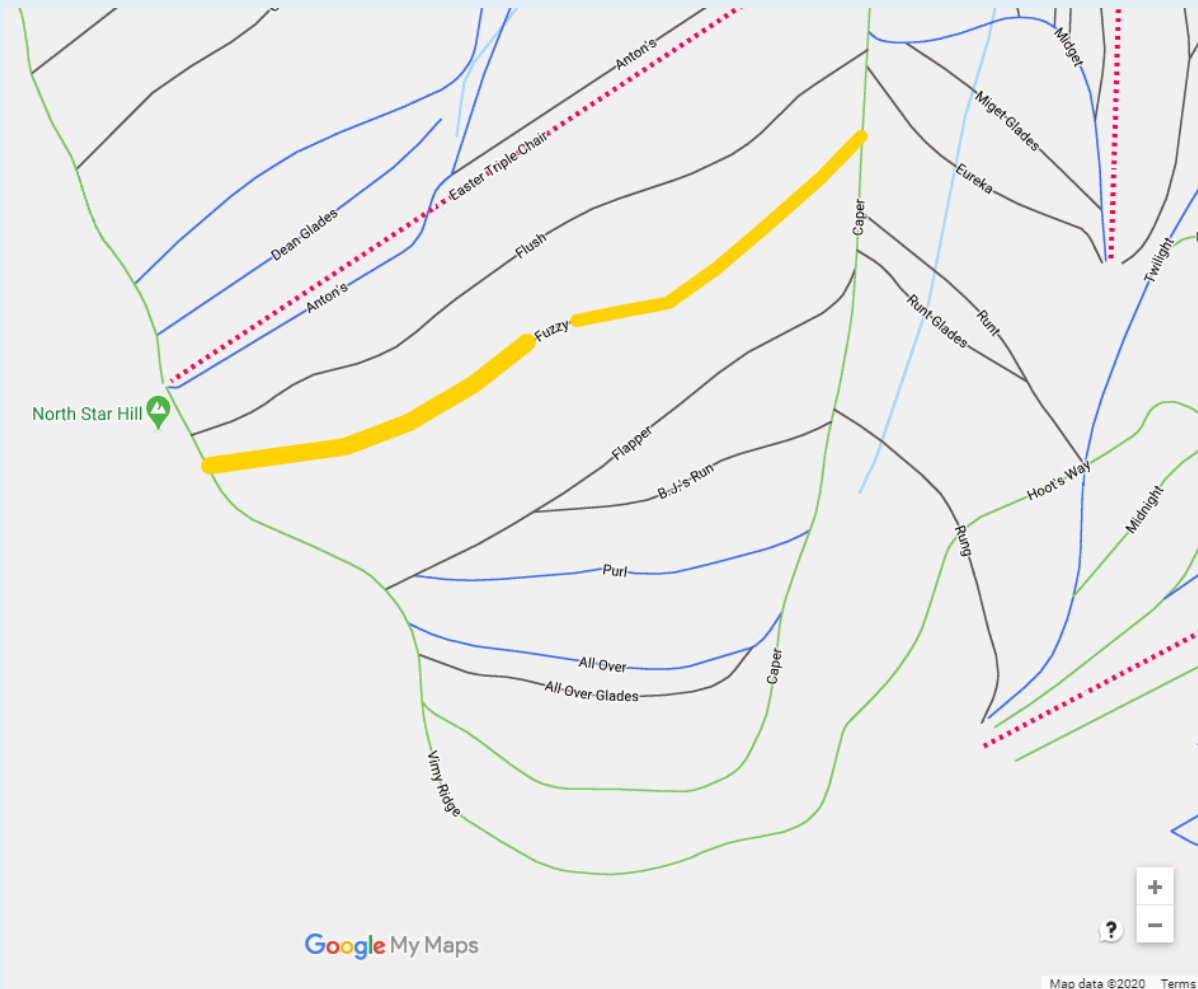 Anton's
Midget
Miget Glades
Easter Triple Chair
Eureka
Dean Glades
Caper
Flush
Twilight
Anton's
Runt Glades
Runt
Fuzzy
North Star Hill
Flapper
B.J.'s Run
Hoot's Way
Midnight
Rung
Purl
All Over
Caper
All Over Glades
Vimy Ridge
+
?
−
Google My Maps
Map data ©2020 Terms